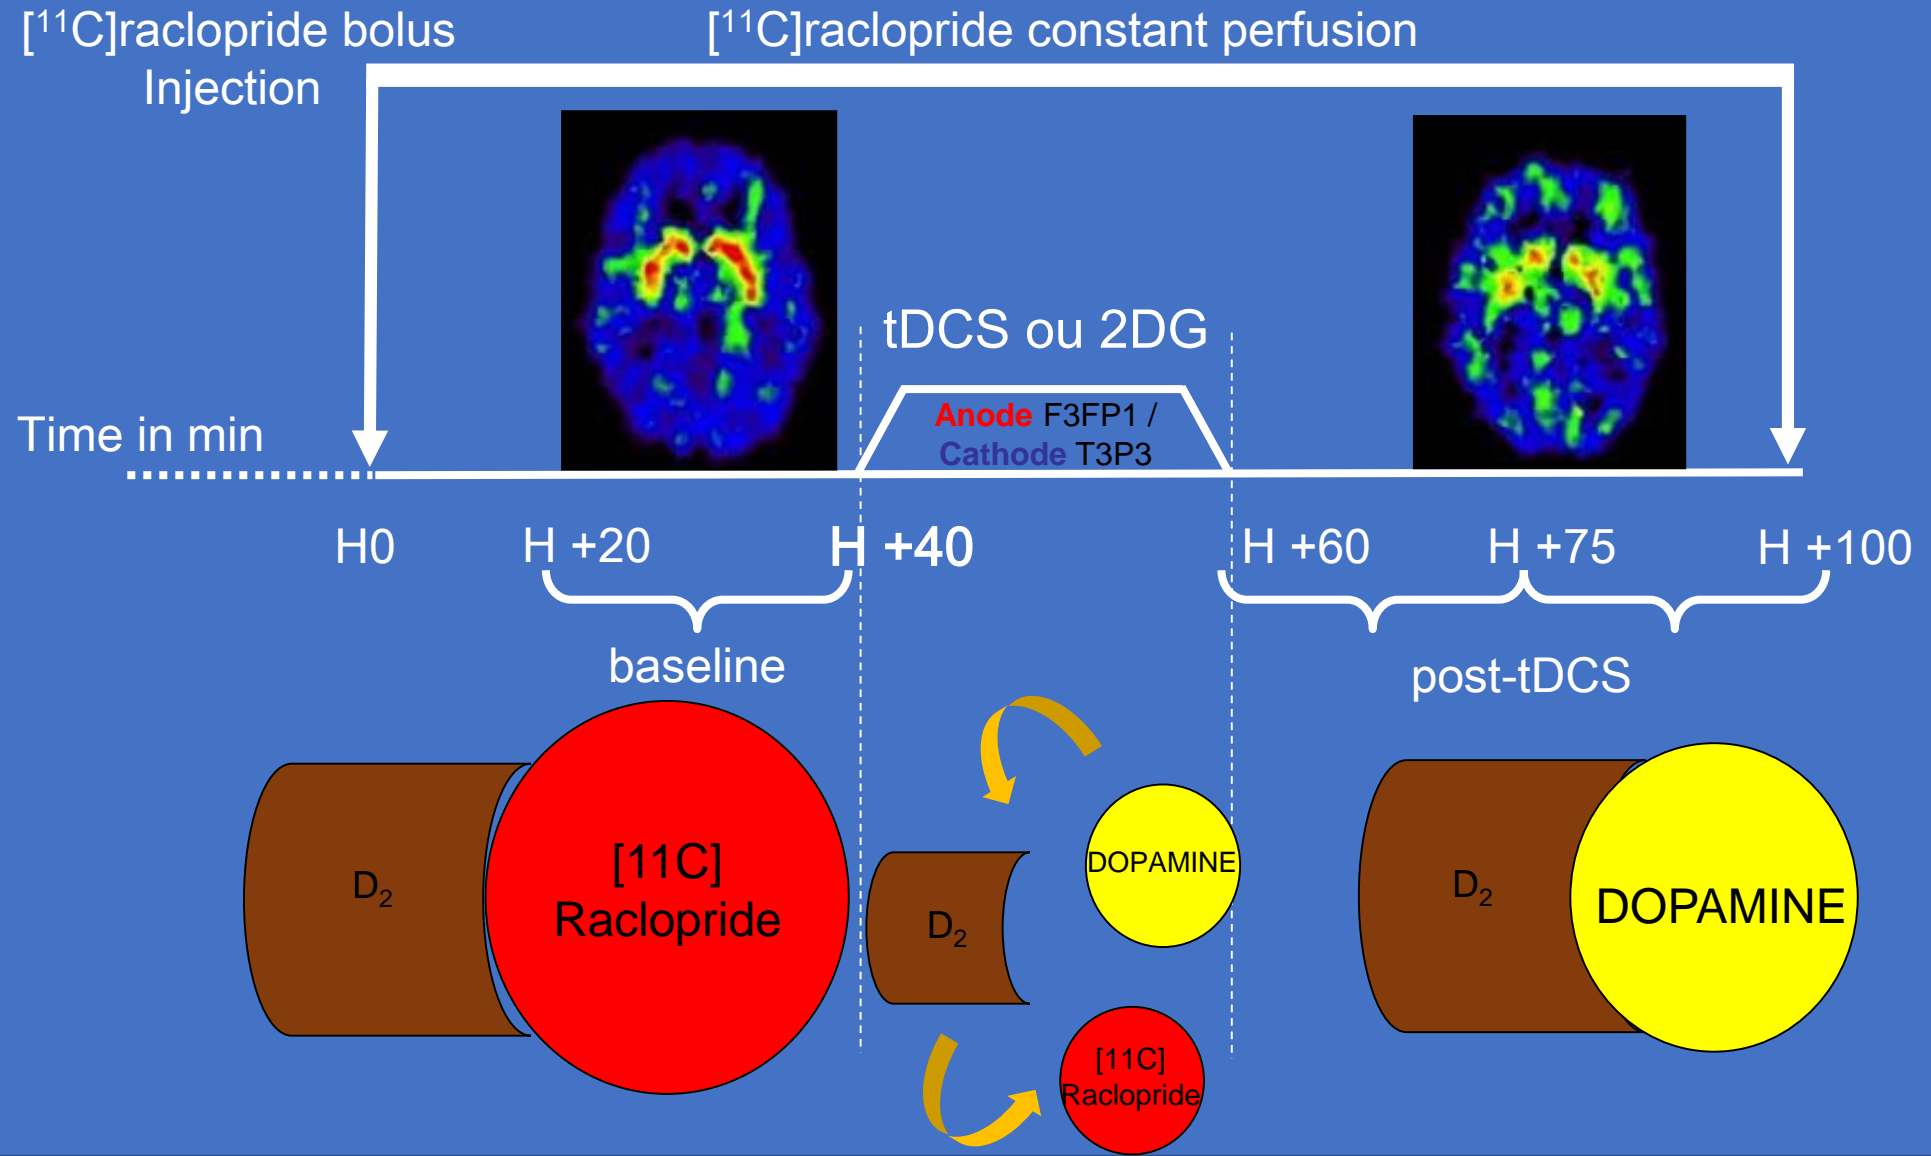 [¹¹C]raclopride bolus
Injection
[¹¹C]raclopride constant perfusion
tDCS ou 2DG
Anode F3FP1 /
Cathode T3P3
Time in min
H0
H +20
H +40
H +60
H +75
H +100
baseline
post-tDCS
D₂
[11C]
Raclopride
DOPAMINE
D₂
[11C]
Raclopride
D₂
DOPAMINE